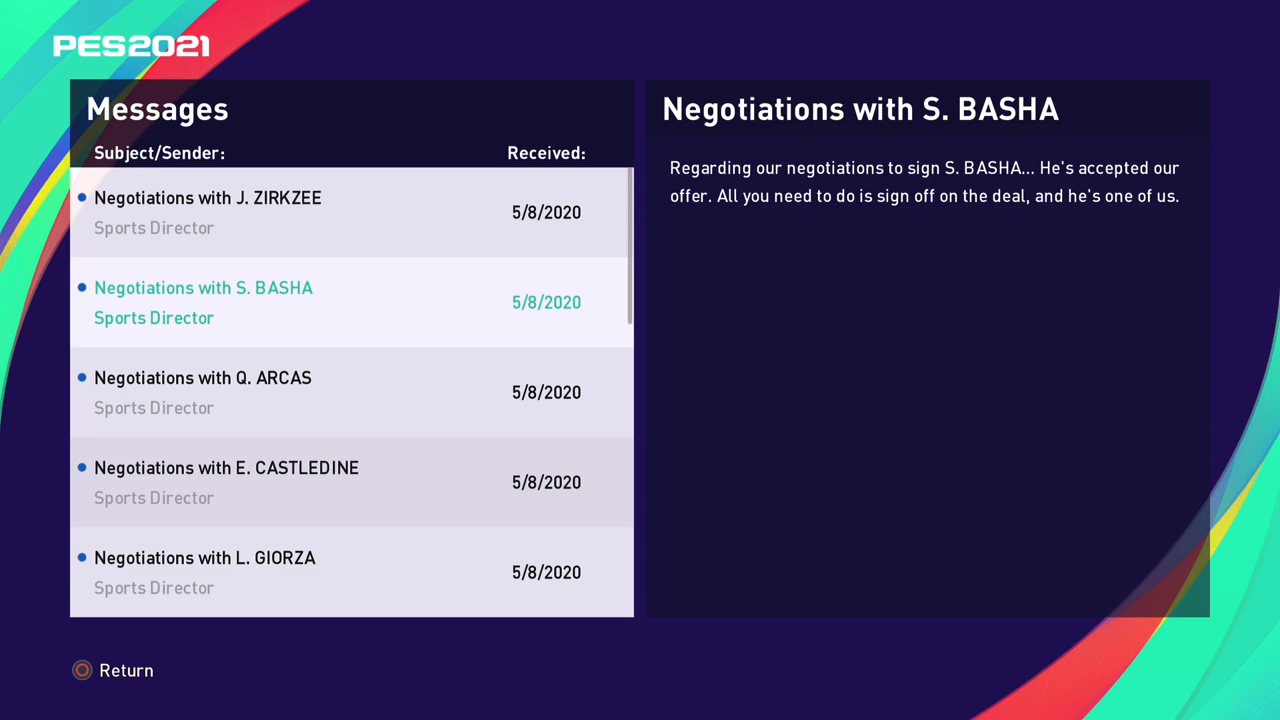 PES2021
Messages
Subject/Sender:
Received:
Negotiations with J. ZIRKZEE
Sports Director
5/8/2020
Negotiations with S. BASHA
Sports Director
5/8/2020
Negotiations with Q. ARCAS
Sports Director
5/8/2020
Negotiations with E. CASTLEDINE
Sports Director
5/8/2020
Negotiations with L. GIORZA
Sports Director
5/8/2020
Negotiations with S. BASHA
Regarding our negotiations to sign S. BASHA... He's accepted our
offer. All you need to do is sign off on the deal, and he's one of us.
Return